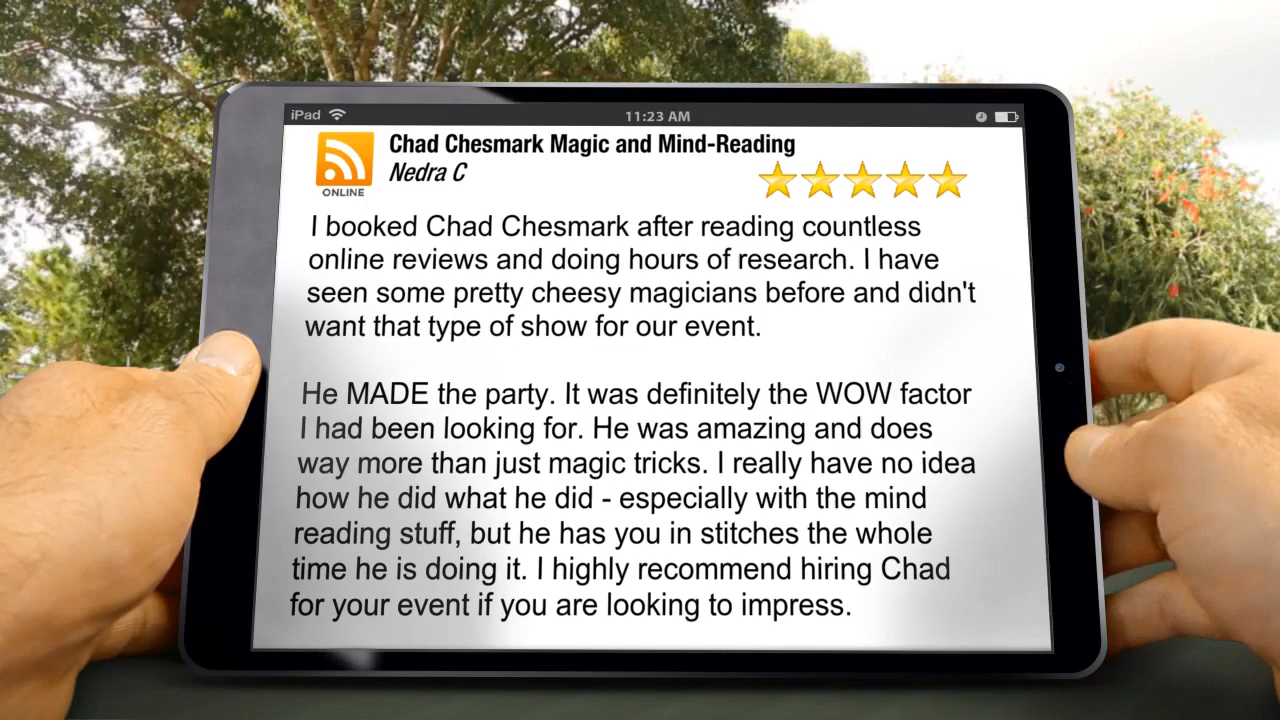 iPad 11:23 AM
Chad Chesmark Magic and Mind-Reading
Nedra C
ONLINE
I booked Chad Chesmark after reading countless
online reviews and doing hours of research. I have
seen some pretty cheesy magicians before and didn't
want that type of show for our event.
He MADE the party. It was definitely the WOW factor
I had been looking for. He was amazing and does
way more than just magic tricks. I really have no idea
how he did what he did - especially with the mind
reading stuff, but he has you in stitches the whole
time he is doing it. I highly recommend hiring Chad
for your event if you are looking to impress.